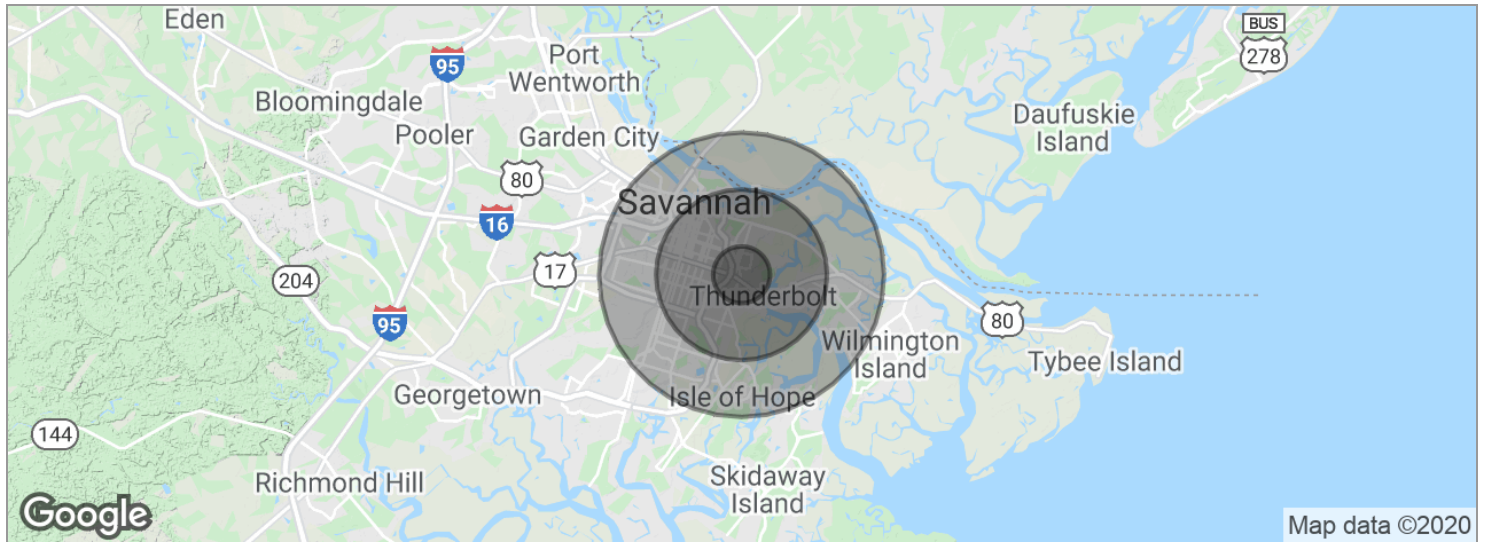 Eden
BUS
278
Port
Wentworth
95
Bloomingdale
Daufuskie
Island
Pooler
Garden City
80
Savannah
16
17
204
Thunderbolt
95
80
Wilmington
Island
Tybee Island
Georgetown
Isle of Hope
144
Richmond Hill
Skidaway
Island
Google
Map data ©2020